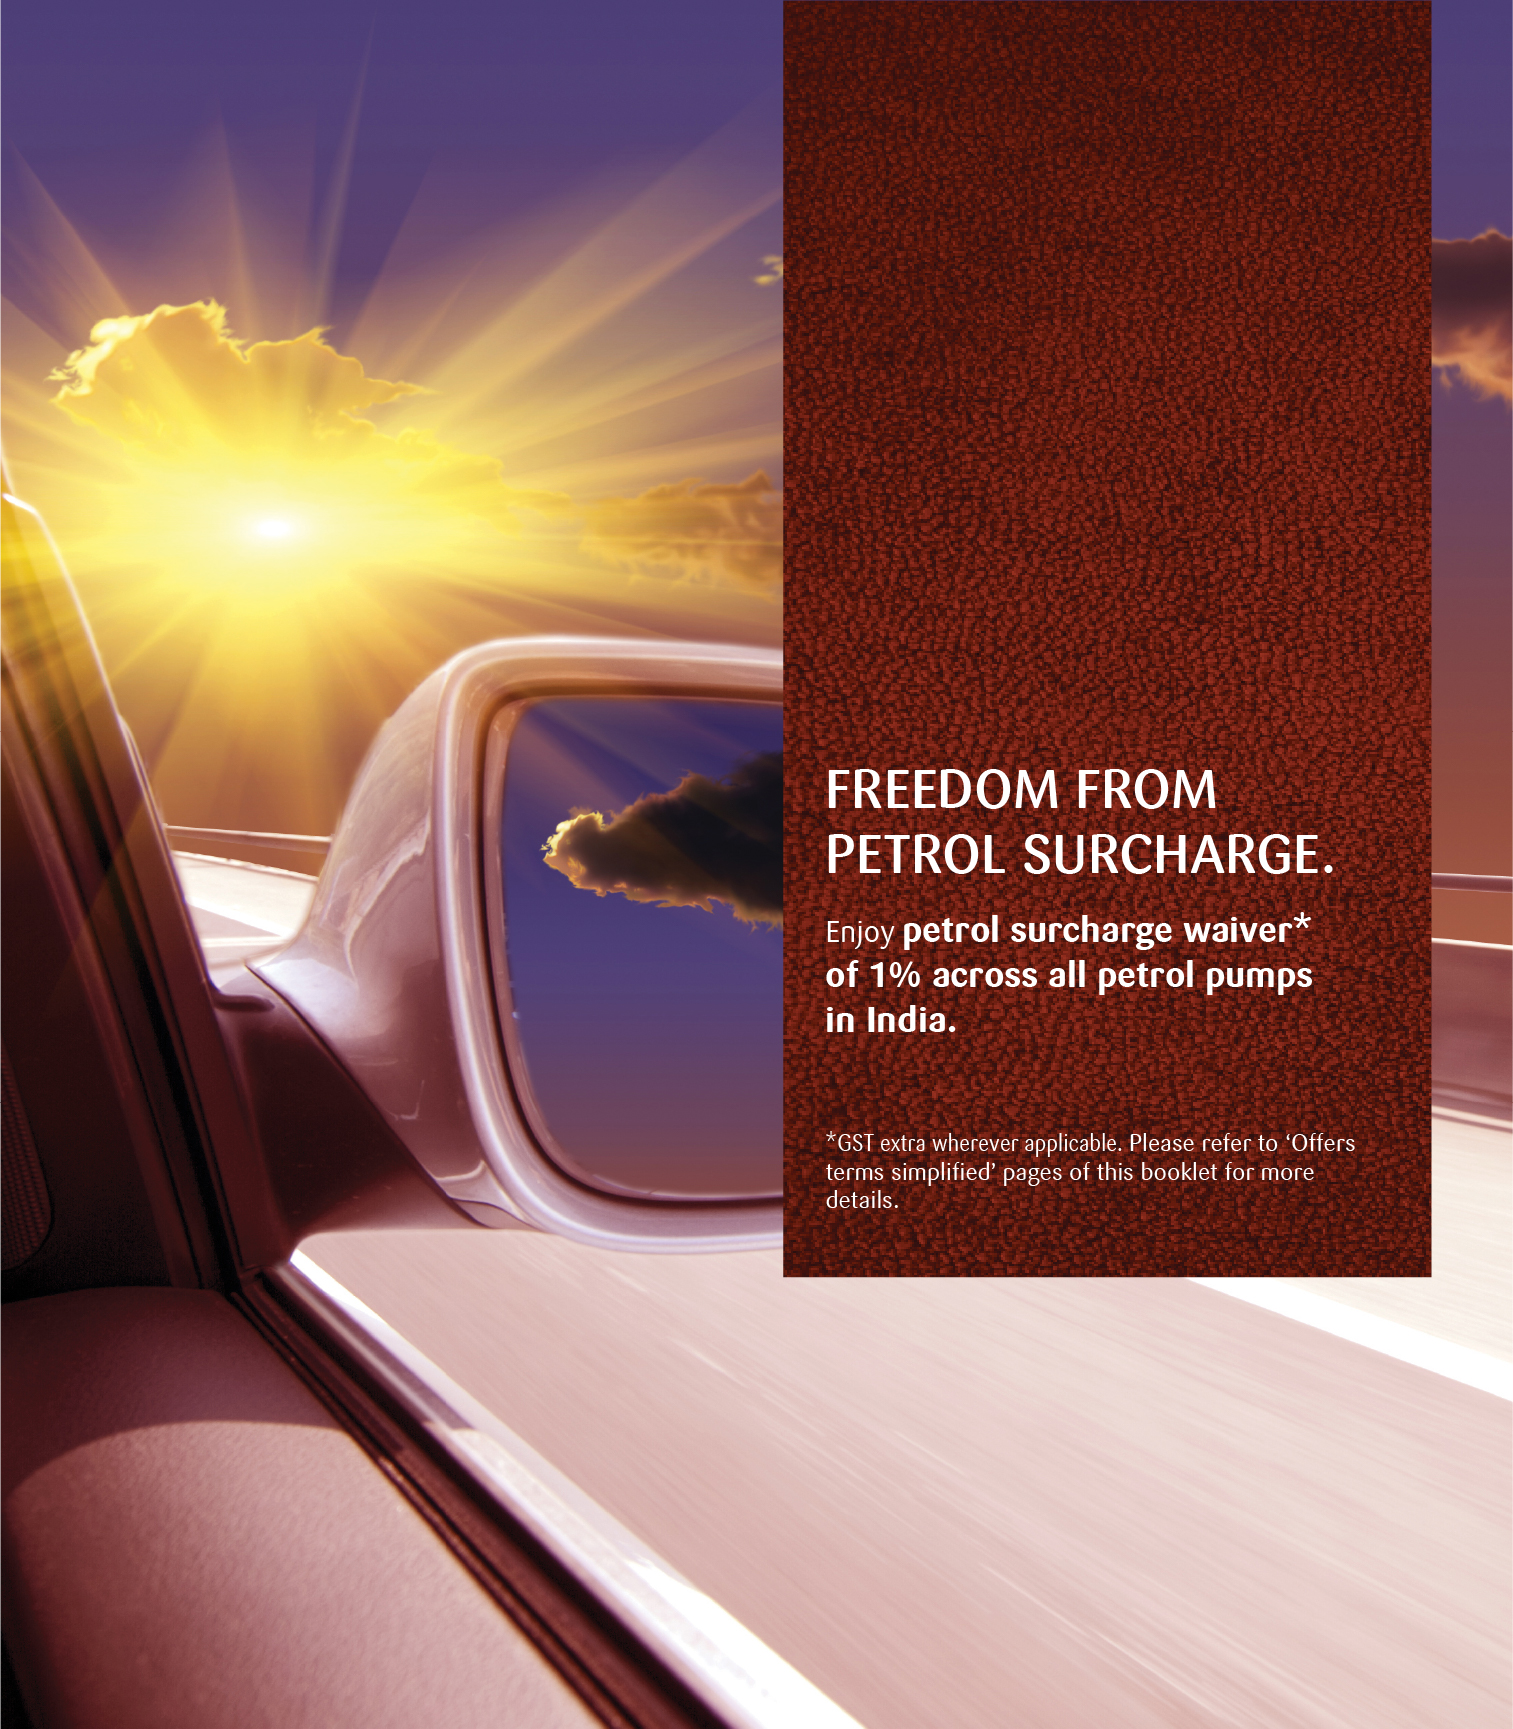 FREEDOM FROM
PETROL SURCHARGE.
Enjoy petrol surcharge waiver*
of 1% across all petrol pumps
in India.
*GST extra wherever applicable. Please refer to ‘Offers
terms simplified’ pages of this booklet for more
details.